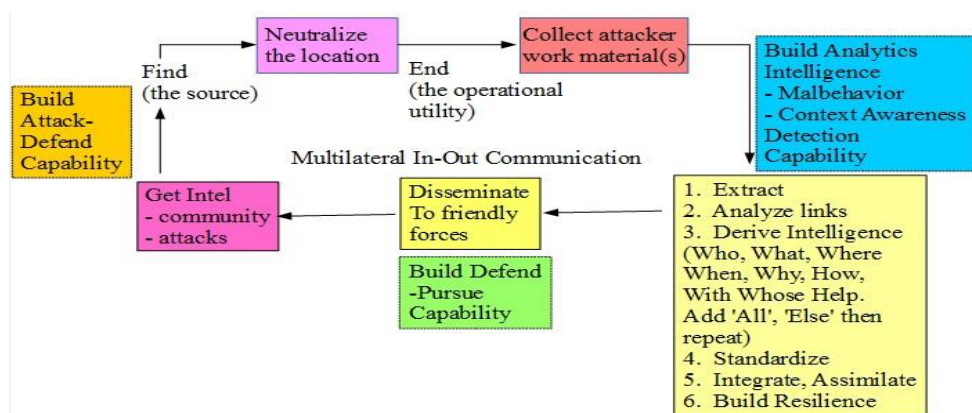 Neutralize
the location
Collect attacker
work material(s)
Build Analytics
Intelligence
- Malbehavior
- Context Awareness
Detection
Capability
Find
(the source)
End
(the operational
utility)
Build
Attack-
Defend
Capability
Multilateral In-Out Communication
Get Intel
- community
- attacks
Disseminate
To friendly
forces
Build Defend
-Pursue
Capability
1. Extract
2. Analyze links
3. Derive Intelligence
(Who, What, Where
When, Why, How,
With Whose Help.
Add 'All', 'Else' then
repeat)
4. Standardize
5. Integrate, Assimilate
6. Build Resilience